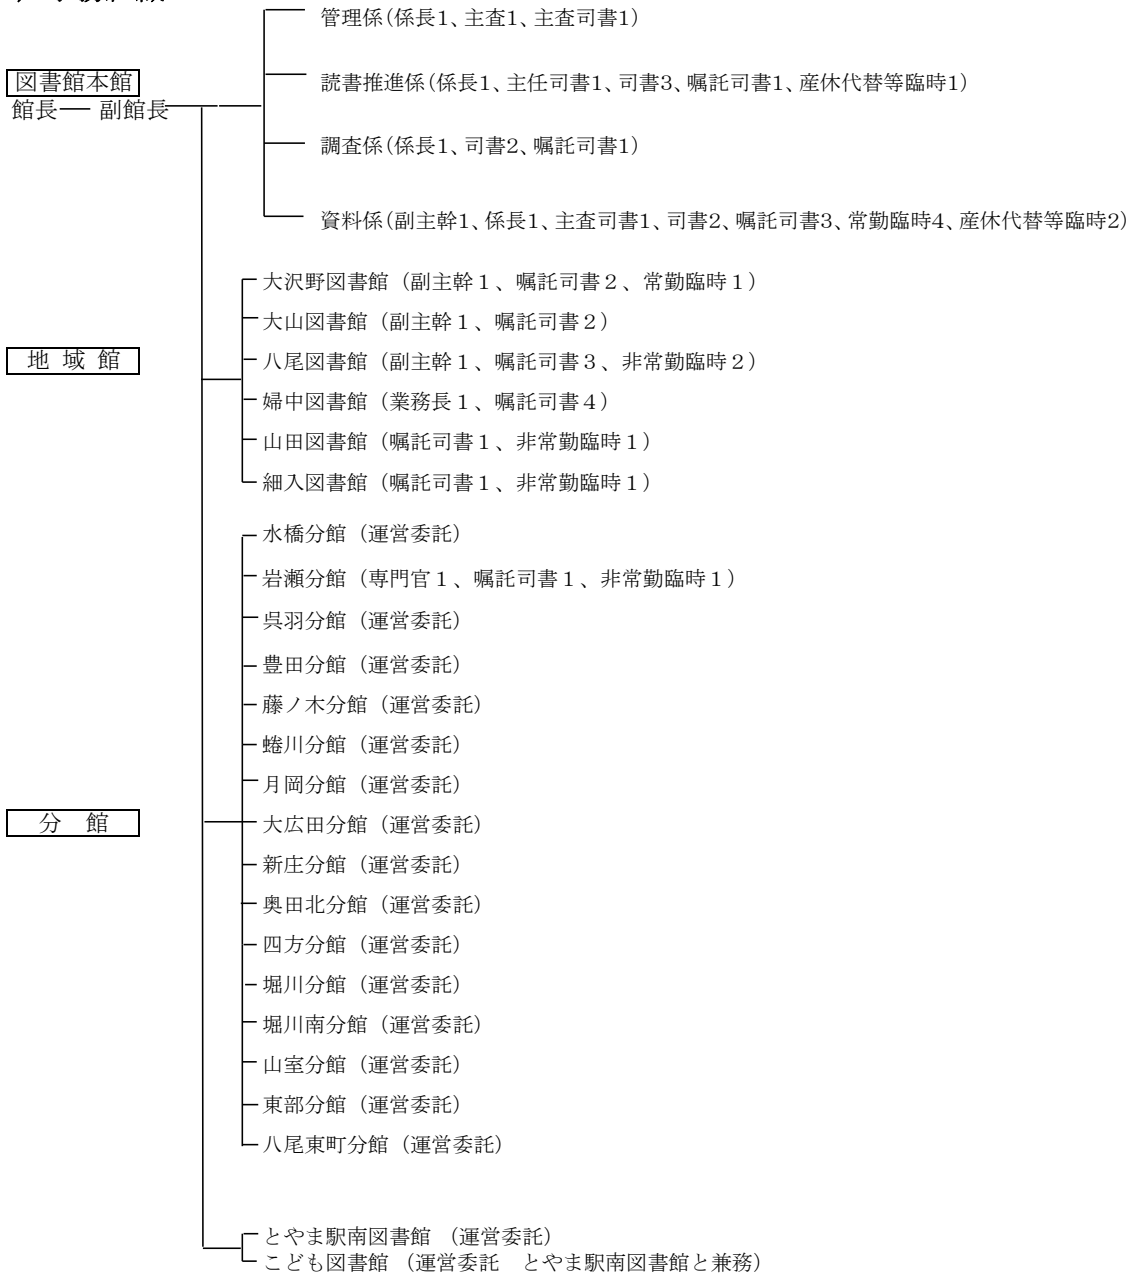 管理係(係長1、主査1、主査司書1)
図書館本館
読書推進係(係長1、主任司書1、司書3、嘱託司書1、産休代替等臨時1)
館長── 副館長
調査係(係長1、司書2、嘱託司書1)
資料係(副主幹1、係長1、主査司書1、司書2、嘱託司書3、常勤臨時4、産休代替等臨時2)
大沢野図書館（副主幹１、嘱託司書２、常勤臨時１）
大山図書館（副主幹１、嘱託司書２）
地 域 館
八尾図書館（副主幹１、嘱託司書３、非常勤臨時２）
婦中図書館（業務長１、嘱託司書４）
山田図書館（嘱託司書１、非常勤臨時１）
細入図書館（嘱託司書１、非常勤臨時１）
水橋分館（運営委託）
岩瀬分館（専門官１、嘱託司書１、非常勤臨時１）
呉羽分館（運営委託）
豊田分館（運営委託）
藤ノ木分館（運営委託）
蜷川分館（運営委託）
月岡分館（運営委託）
分　館
大広田分館（運営委託）
新庄分館（運営委託）
奥田北分館（運営委託）
四方分館（運営委託）
堀川分館（運営委託）
堀川南分館（運営委託）
山室分館（運営委託）
東部分館（運営委託）
八尾東町分館（運営委託）
とやま駅南図書館 （運営委託）
こども図書館 （運営委託　とやま駅南図書館と兼務）